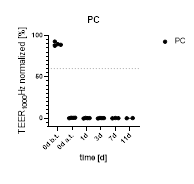 PC
100
50
0
TEER1000Hz normalized [%]
0d b.t.
0d a.t.
1d
3d
7d
11d
time [d]
PC